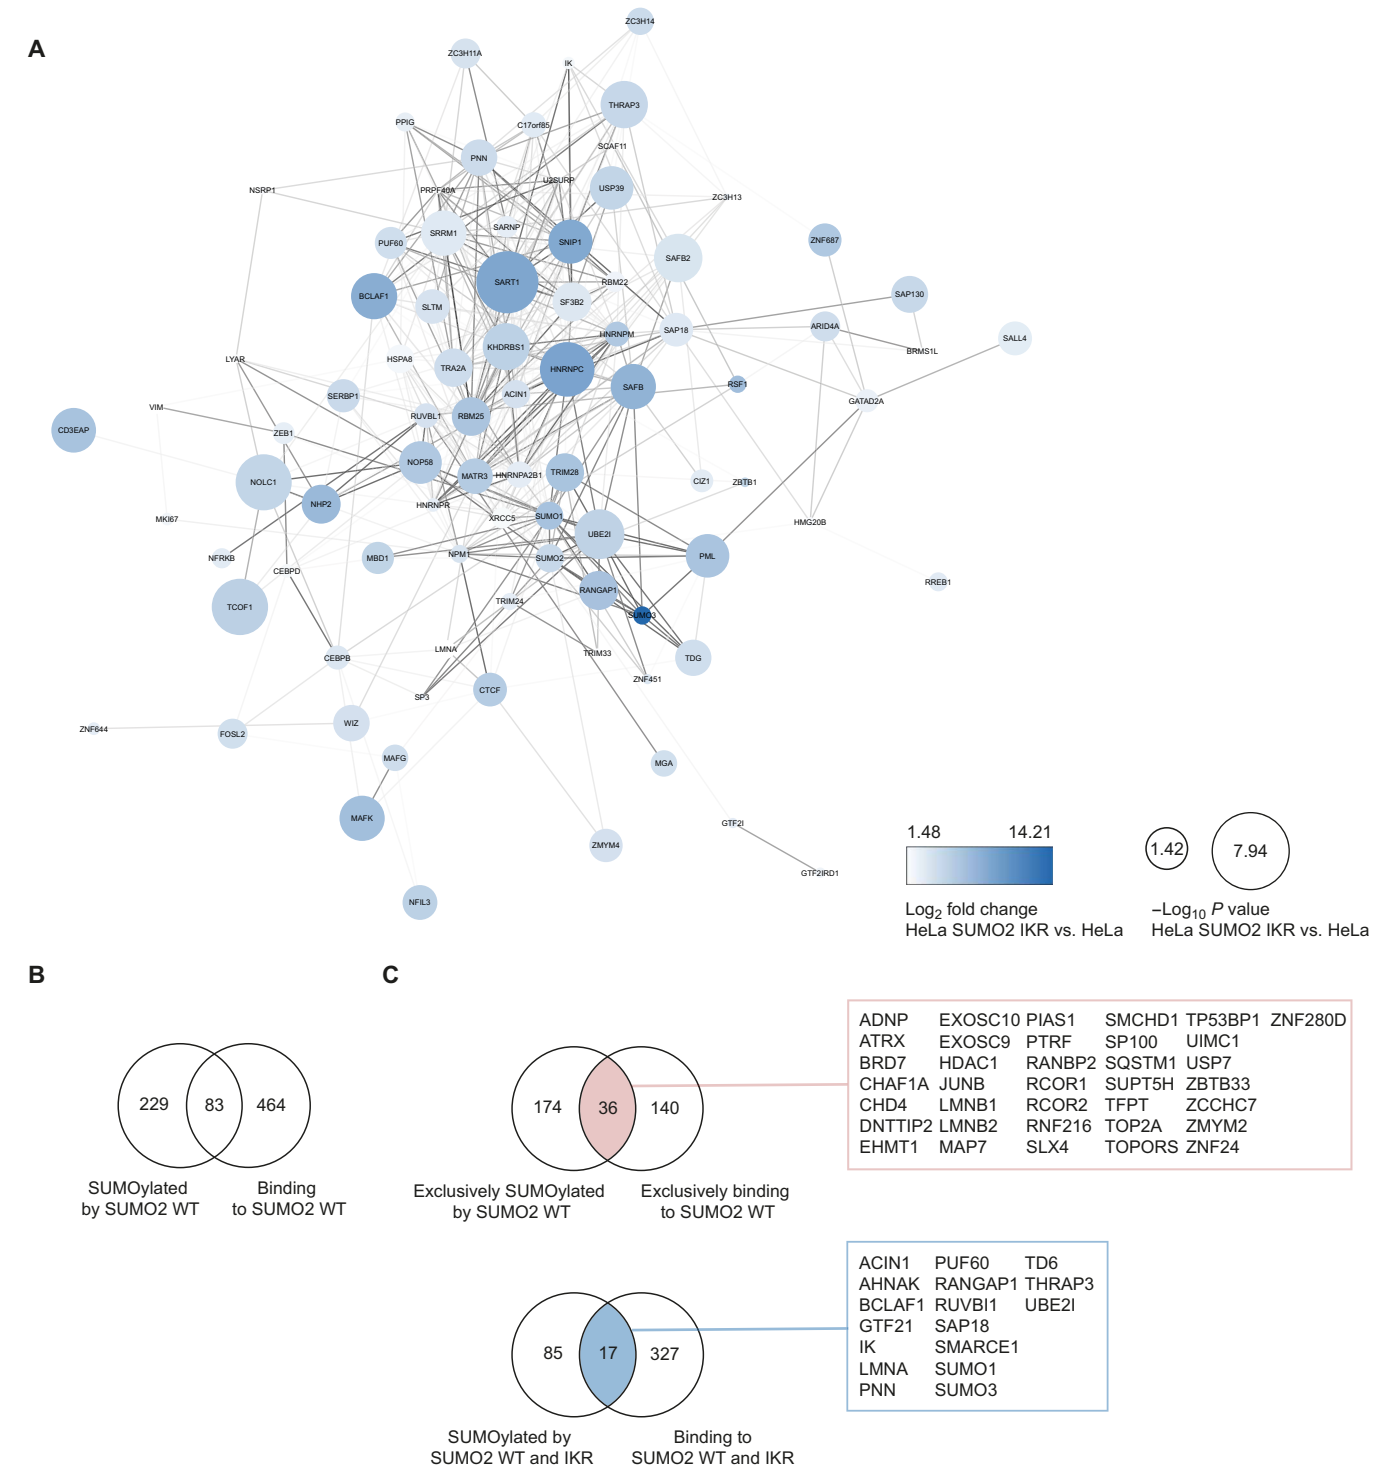 A
ZC3H14
ZC3H11A
IK
THRAP3
PPIG
C17orf85
SCAF11
PNN
U2SURP
NSRP1
PRPF40A
USP39
ZC3H13
SARNP
SRRM1
PUF60
SNIP1
ZNF687
SAFB2
SART1
RBM22
BCLAF1
SLTM
SF3B2
SAP130
HNRNPM
SAP18
ARID4A
SALL4
KHDRBS1
BRMS1L
LYAR
HSPA8
TRA2A
HNRNPC
SAFB
RSF1
SERBP1
ACIN1
GATAD2A
VIM
RUVBL1
RBM25
CD3EAP
ZEB1
NOP58
MATR3
HNRNPA2B1
TRIM28
NOLC1
CIZ1
ZBTB1
NHP2
HNRNPR
MKI67
XRCC5
SUMO1
HMG20B
UBE2I
NFRKB
MBD1
NPM1
SUMO2
PML
CEBPD
RREB1
RANGAP1
TCOF1
TRIM24
SUMO3
CEBPB
LMNA
TRIM33
TDG
ZNF451
SP3
CTCF
ZNF644
FOSL2
WIZ
MAFG
MGA
MAFK
GTF2I
ZMYM4
GTF2IRD1
NFIL3
1.48 14.21
Log2 fold change
HeLa SUMO2 IKR vs. HeLa
1.42 7.94
–Log10 P value
HeLa SUMO2 IKR vs. HeLa
B
229 83 464
SUMOylated
by SUMO2 WT
Binding
to SUMO2 WT
C
174 36 140
Exclusively SUMOylated
by SUMO2 WT
Exclusively binding
to SUMO2 WT
ADNP EXOSC10 PIAS1 SMCHD1 TP53BP1 ZNF280D
ATRX EXOSC9 PTRF SP100 UIMC1
BRD7 HDAC1 RANBP2 SQSTM1 USP7
CHAF1A JUNB RCOR1 SUPT5H ZBTB33
CHD4 LMNB1 RCOR2 TFPT ZCCHC7
DNTTIP2 LMNB2 RNF216 TOP2A ZMYM2
EHMT1 MAP7 SLX4 TOPORS ZNF24
85 17 327
SUMOylated by
SUMO2 WT and IKR
Binding to
SUMO2 WT and IKR
ACIN1 PUF60 TD6
AHNAK RANGAP1 THRAP3
BCLAF1 RUVBI1 UBE2I
GTF21 SAP18
IK SMARCE1
LMNA SUMO1
PNN SUMO3